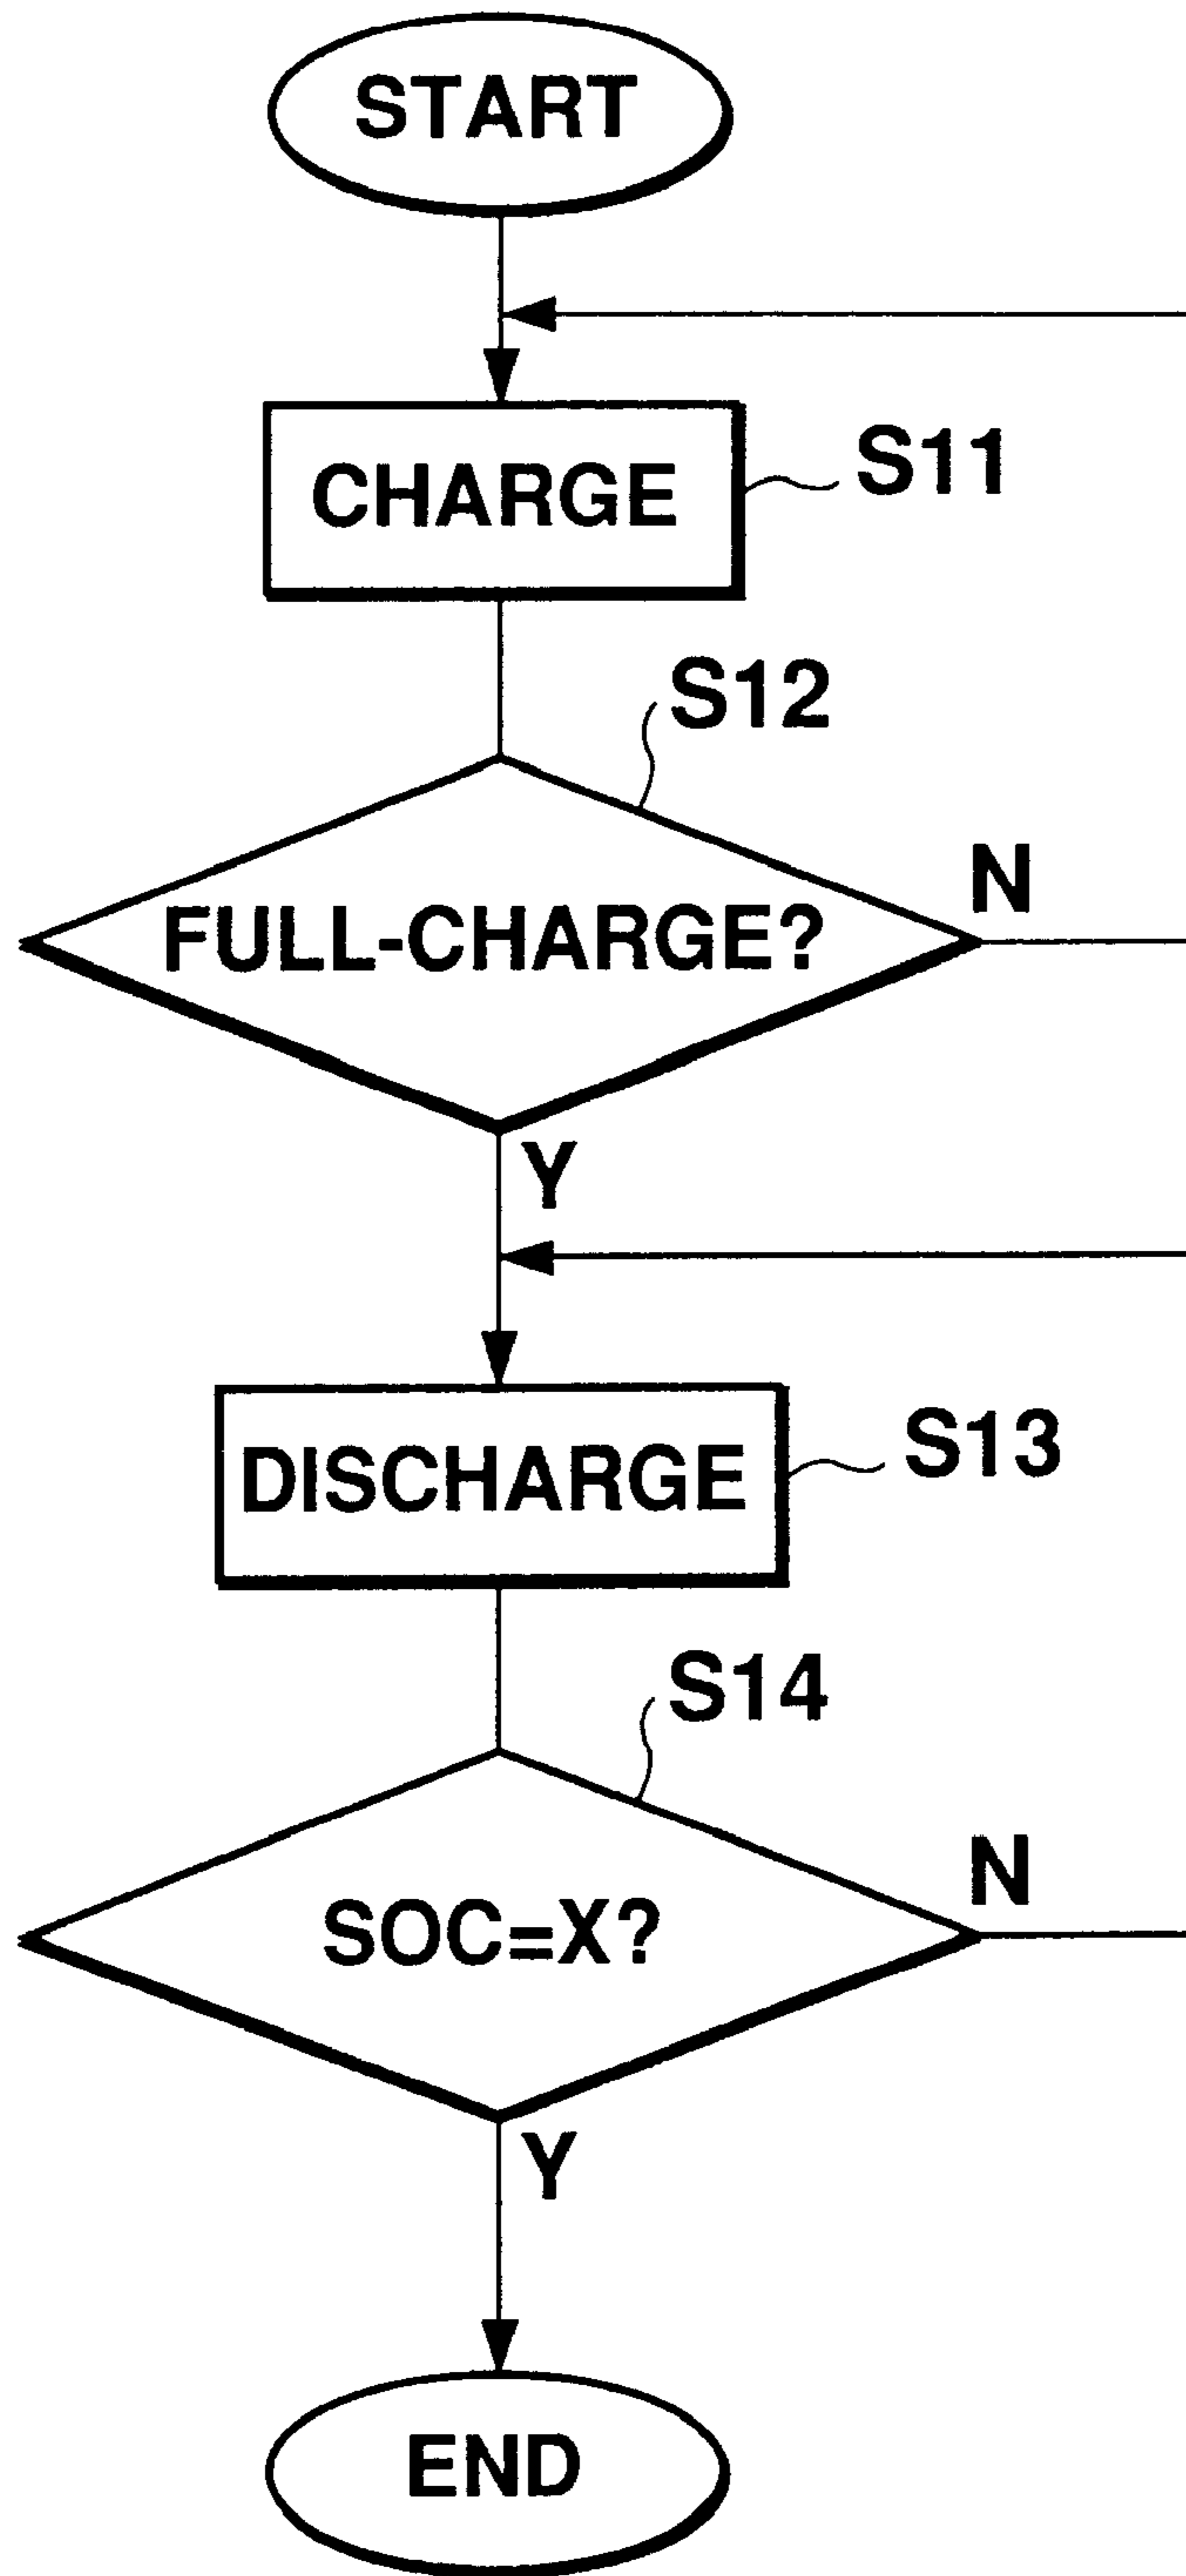 START
CHARGE
S11
S12
FULL-CHARGE?
N
Y
DISCHARGE
S13
S14
SOC=X?
N
Y
END